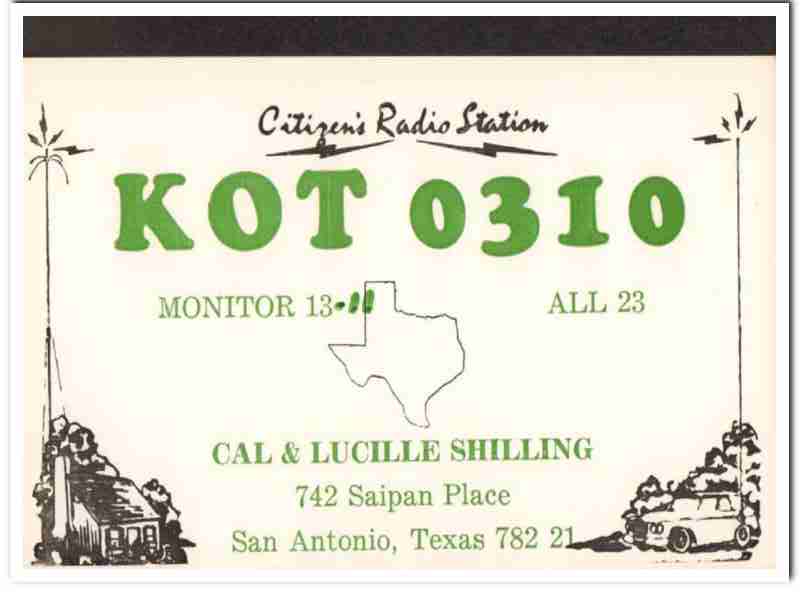 Citizen's Radio Station
KOT 0310
MONITOR 13-11 ALL 23
CAL & LUCILLE SHILLING
742 Saipan Place
San Antonio, Texas 782 21